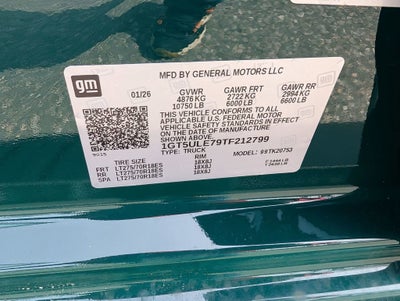 gm
MFD BY GENERAL MOTORS LLC
01/26 GVWR GAWR FRT GAWR RR
4876 KG 2722 KG 2994 KG
10750 LB 6000 LB 6600 LB
THIS VEHICLE CONFORMS TO ALL
APPLICABLE U.S. FEDERAL MOTOR
VEHICLE SAFETY STANDARDS IN EFFECT
ON THE DATE OF MANUFACTURE
SHOWN ABOVE.
1GT5ULE79TF212799
TYPE: TRUCK MODEL:
TIRE SIZE RIM
FRT LT275/70R18ES 18X8J
RR LT275/70R18ES 18X8J
SPA LT275/70R18ES 18X8J